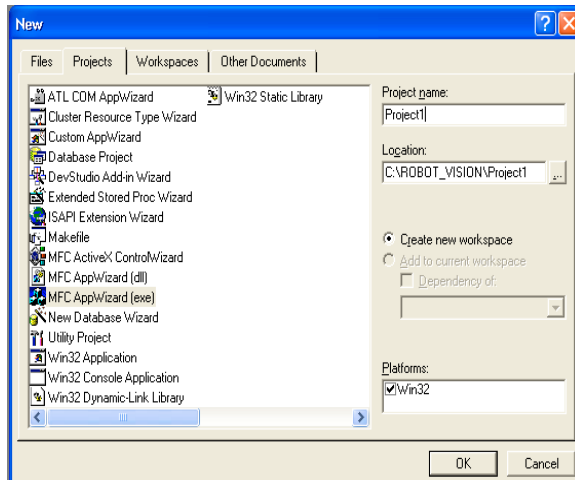 New
Files Projects Workspaces Other Documents
ATL COM AppWizard
Cluster Resource Type Wizard
Custom AppWizard
Database Project
DevStudio Add-in Wizard
Extended Stored Proc Wizard
ISAPI Extension Wizard
Makefile
MFC ActiveX ControlWizard
MFC AppWizard (dll)
MFC AppWizard (exe)
New Database Wizard
Utility Project
Win32 Application
Win32 Console Application
Win32 Dynamic-Link Library
Win32 Static Library
Project name:
Project1
Location:
C:\ROBOT_VISION\Project1
...
Create new workspace
Add to current workspace
Dependency of:
Platforms:
Win32
OK Cancel